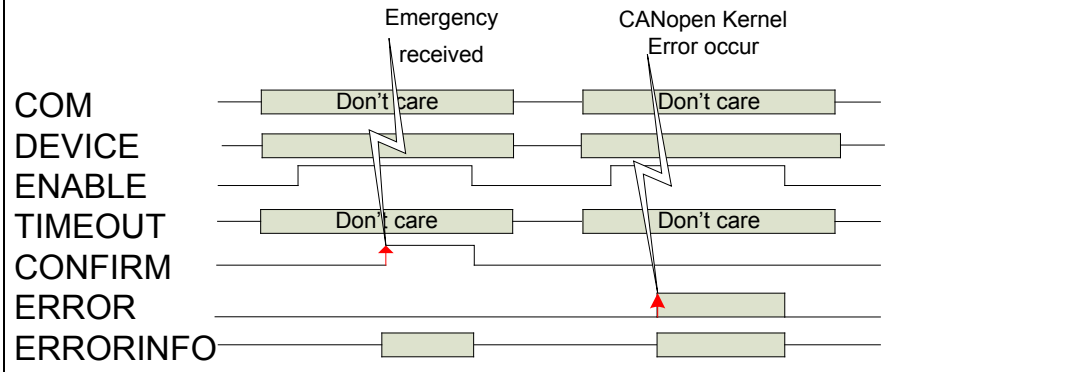 Emergency
received
CANopen Kernel
Error occur
COM
Don't care
Don't care
DEVICE
ENABLE
TIMEOUT
Don't care
Don't care
CONFIRM
ERROR
ERRORINFO